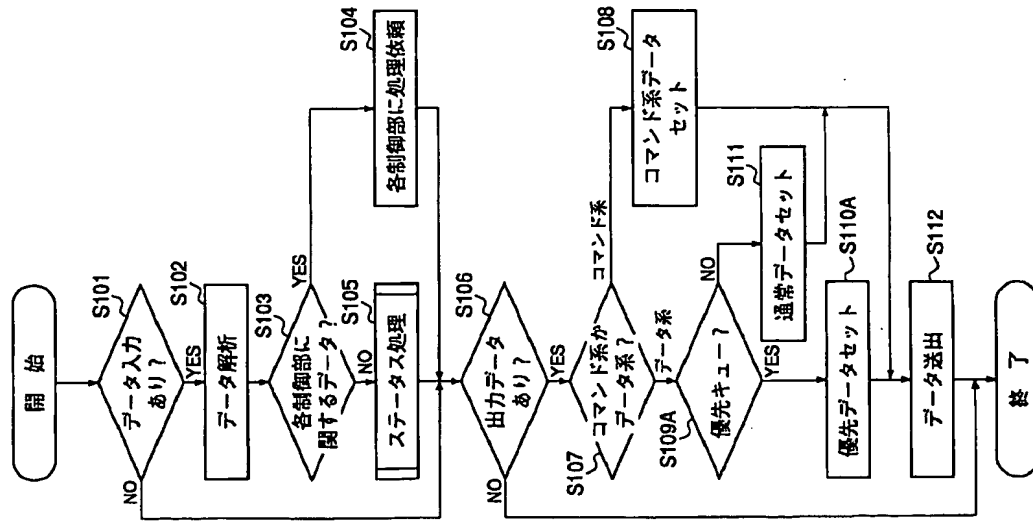 開 始
S101
データ入力
あり?
NO
YES
S102
データ解析
S103
各制御部に
関するデータ?
YES
NO
S104
各制御部に処理依頼
S105
ステータス処理
S106
出力データ
あり?
NO
YES
S107
コマンド系か
データ系?
コマンド系
データ系
S108
コマンド系データ
セット
S109A
優先キュー?
NO
YES
S111
通常データセット
S110A
優先データセット
S112
データ送出
終 了